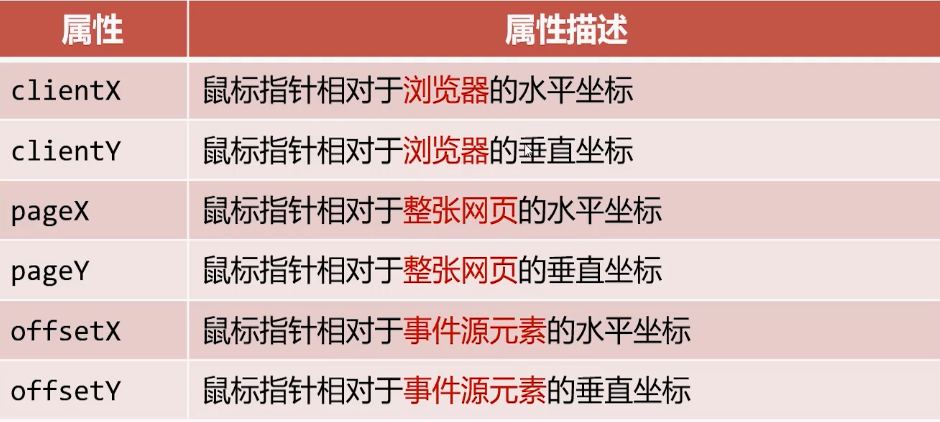 属性 属性描述
clientX 鼠标指针相对于浏览器的水平坐标
clientY 鼠标指针相对于浏览器的垂直坐标
pageX 鼠标指针相对于整张网页的水平坐标
pageY 鼠标指针相对于整张网页的垂直坐标
offsetX 鼠标指针相对于事件源元素的水平坐标
offsetY 鼠标指针相对于事件源元素的垂直坐标